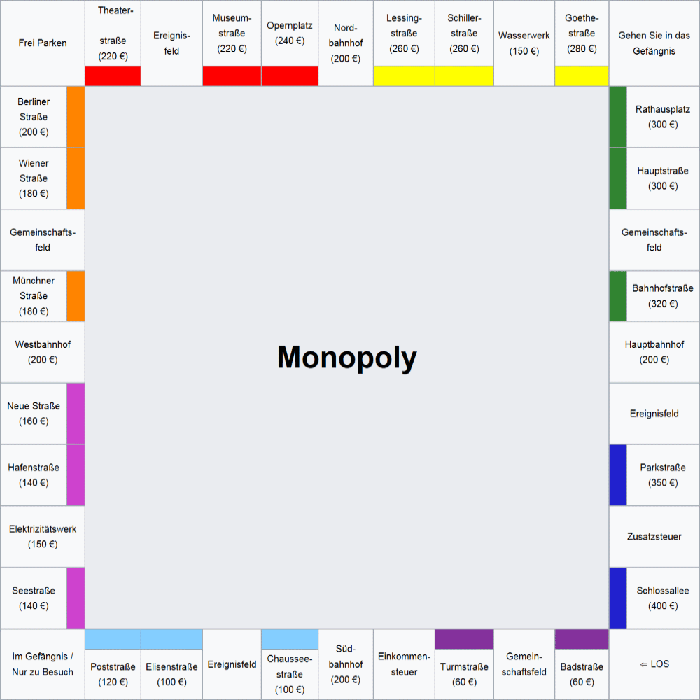 Frei Parken
Theater-
straße
(220 €)
Ereignis-
feld
Museum-
straße
(220 €)
Opernplatz
(240 €)
Nord-
bahnhof
(200 €)
Lessing-
straße
(260 €)
Schiller-
straße
(260 €)
Wasserwerk
(150 €)
Goethe-
straße
(280 €)
Gehen Sie in das
Gefängnis
Berliner
Straße
(200 €)
Rathausplatz
(300 €)
Wiener
Straße
(180 €)
Hauptstraße
(300 €)
Gemeinschafts-
feld
Gemeinschafts-
feld
Münchner
Straße
(180 €)
Bahnhofstraße
(320 €)
Westbahnhof
(200 €)
Monopoly
Hauptbahnhof
(200 €)
Neue Straße
(160 €)
Ereignisfeld
Hafenstraße
(140 €)
Parkstraße
(350 €)
Elektrizitätswerk
(150 €)
Zusatzsteuer
Seestraße
(140 €)
Schlossallee
(400 €)
Im Gefängnis /
Nur zu Besuch
Poststraße
(120 €)
Elisenstraße
(100 €)
Ereignisfeld
Chaussee-
straße
(100 €)
Süd-
bahnhof
(200 €)
Einkommen-
steuer
Turmstraße
(60 €)
Gemein-
schaftsfeld
Badstraße
(60 €)
⇐ LOS